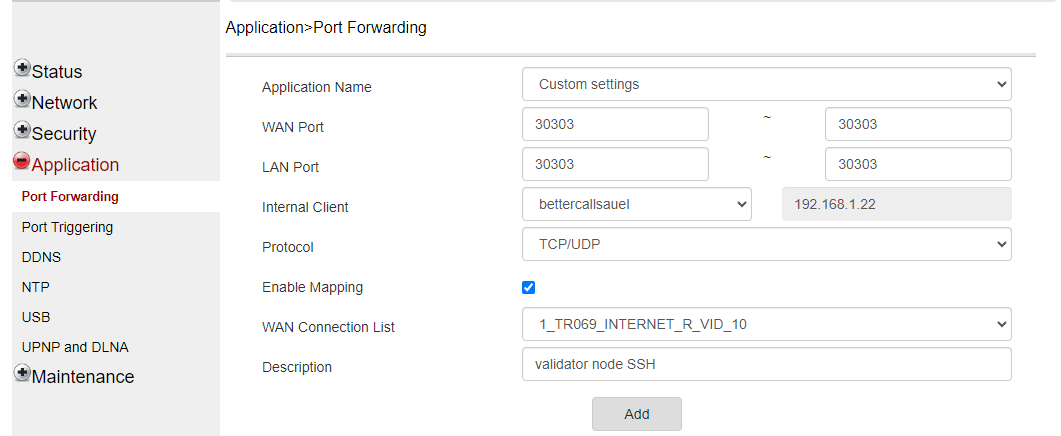 Application>Port Forwarding
Status
Network
Security
Application
Port Forwarding
Port Triggering
DDNS
NTP
USB
UPNP and DLNA
Maintenance
Application Name Custom settings
WAN Port 30303 ~ 30303
LAN Port 30303 ~ 30303
Internal Client bettercallsauel 192.168.1.22
Protocol TCP/UDP
Enable Mapping
WAN Connection List 1_TR069_INTERNET_R_VID_10
Description validator node SSH
Add